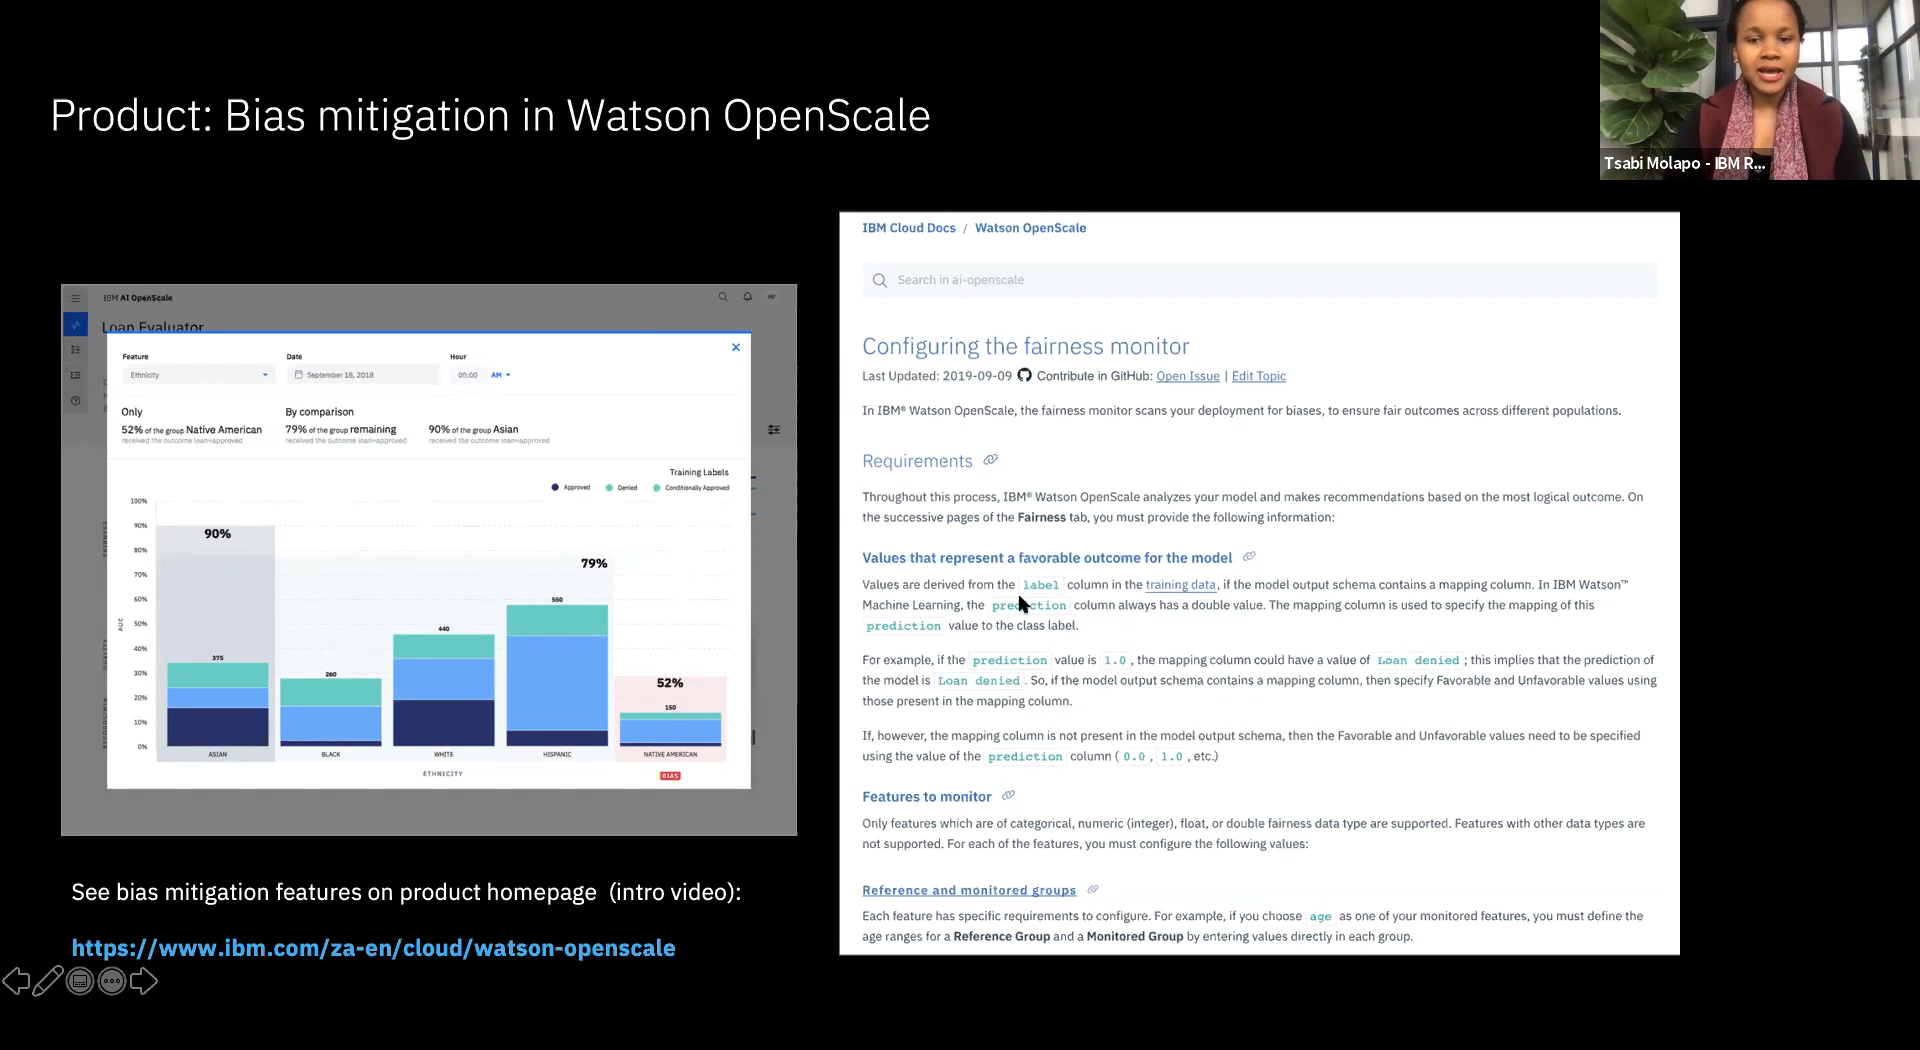 Product: Bias mitigation in Watson OpenScale
Tsabi Molapo - IBM R...
IBM AI OpenScale
Loan Evaluator
Feature
Date
Hour
Ethnicity
September 18, 2018
05:00
AM
Only
By comparison
52% of the group Native American
79% of the group remaining
90% of the group Asian
received the outcome loan=approved
received the outcome loan=approved
received the outcome loan=approved
Training Labels
Approved
Denied
Conditionally Approved
100%
90%
80%
70%
60%
50%
40%
30%
20%
10%
0%
AUC
90%
79%
52%
375
260
440
550
150
ASIAN
BLACK
WHITE
HISPANIC
NATIVE AMERICAN
ETHNICITY
BIAS
See bias mitigation features on product homepage (intro video):
https://www.ibm.com/za-en/cloud/watson-openscale
IBM Cloud Docs / Watson OpenScale
Search in ai-openscale
Configuring the fairness monitor
Last Updated: 2019-09-09 Contribute in GitHub: Open Issue | Edit Topic
In IBM® Watson OpenScale, the fairness monitor scans your deployment for biases, to ensure fair outcomes across different populations.
Requirements
Throughout this process, IBM® Watson OpenScale analyzes your model and makes recommendations based on the most logical outcome. On
the successive pages of the Fairness tab, you must provide the following information:
Values that represent a favorable outcome for the model
Values are derived from the label column in the training data, if the model output schema contains a mapping column. In IBM Watson™
Machine Learning, the prediction column always has a double value. The mapping column is used to specify the mapping of this
prediction value to the class label.
For example, if the prediction value is 1.0, the mapping column could have a value of Loan denied; this implies that the prediction of
the model is Loan denied. So, if the model output schema contains a mapping column, then specify Favorable and Unfavorable values using
those present in the mapping column.
If, however, the mapping column is not present in the model output schema, then the Favorable and Unfavorable values need to be specified
using the value of the prediction column (0.0, 1.0, etc.)
Features to monitor
Only features which are of categorical, numeric (integer), float, or double fairness data type are supported. Features with other data types are
not supported. For each of the features, you must configure the following values:
Reference and monitored groups
Each feature has specific requirements to configure. For example, if you choose age as one of your monitored features, you must define the
age ranges for a Reference Group and a Monitored Group by entering values directly in each group.